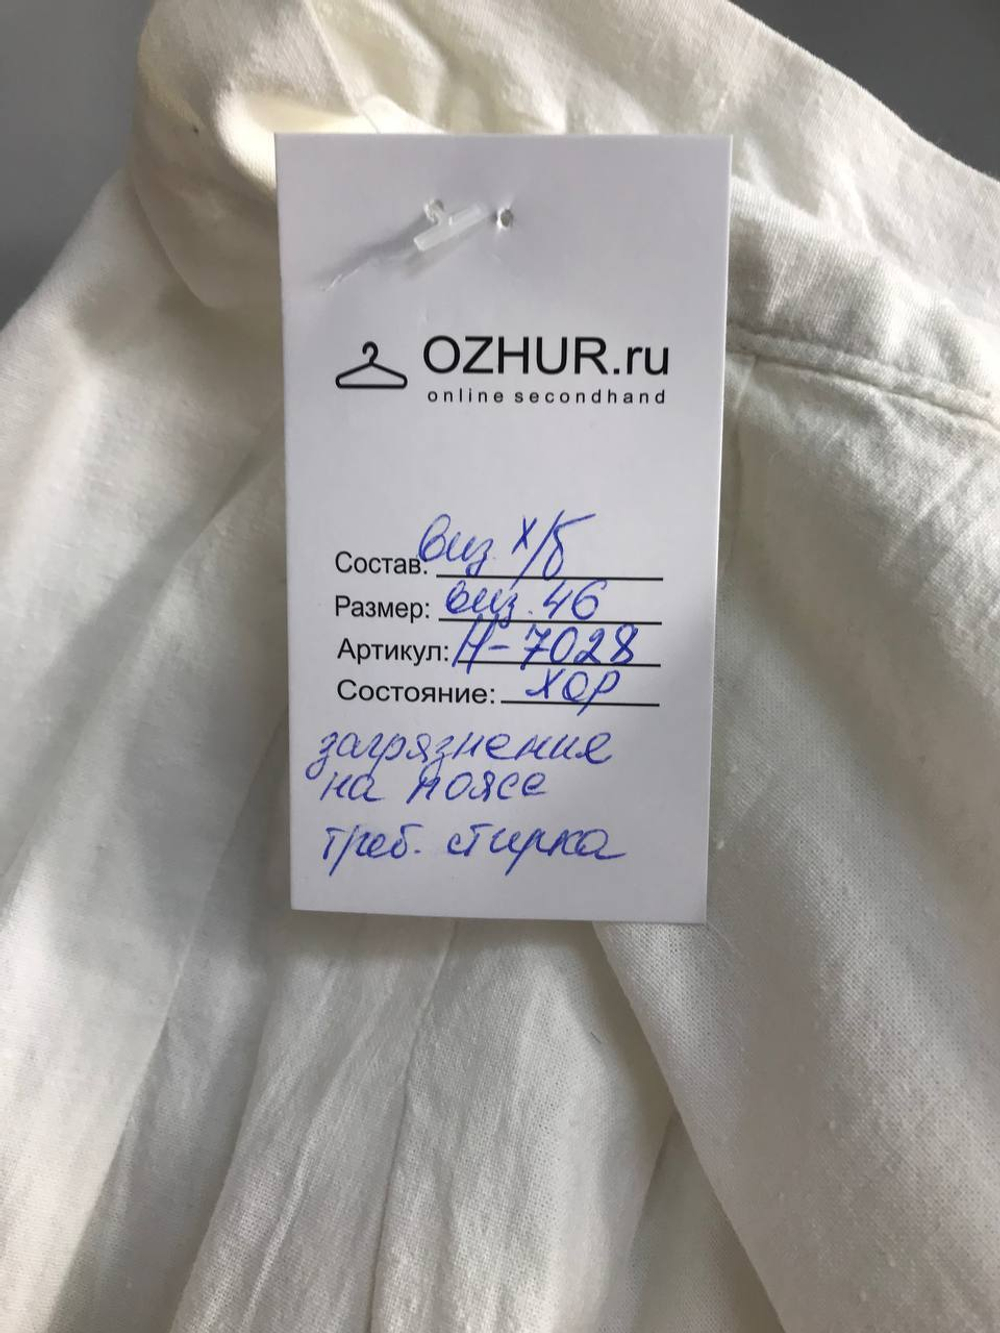 OZHUR.ru
online secondhand
Состав: виз. х/б
Размер: виз. 46
Артикул: Н-7028
Состояние: ХОР
загрязнение
на поясе
треб. стирка